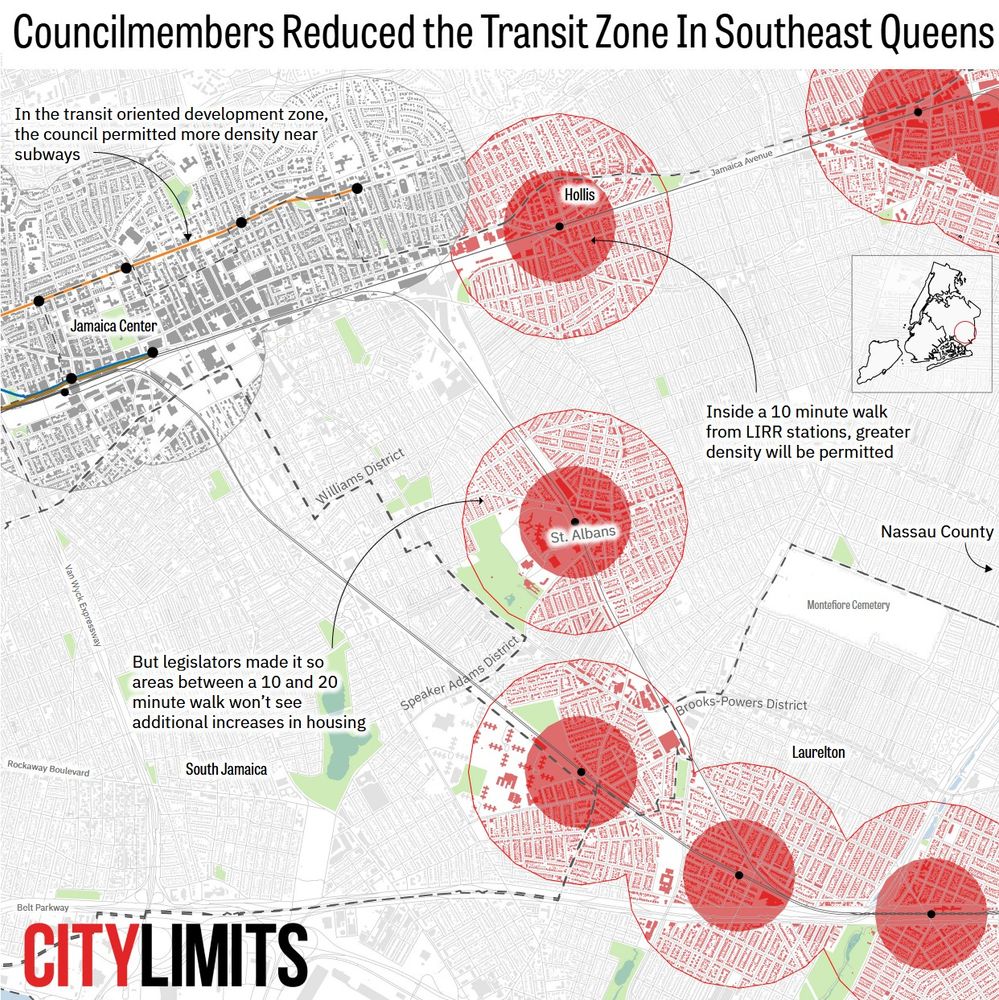 Councilmembers Reduced the Transit Zone In Southeast Queens
In the transit oriented development zone,
the council permitted more density near
subways
Jamaica Avenue
Hollis
Jamaica Center
Inside a 10 minute walk
from LIRR stations, greater
density will be permitted
Williams District
St. Albans
Nassau County
Van Wyck Expressway
Montefiore Cemetery
But legislators made it so
areas between a 10 and 20
minute walk won't see
additional increases in housing
Speaker Adams District
Brooks-Powers District
Laurelton
Rockaway Boulevard
South Jamaica
Belt Parkway
CITYLIMITS